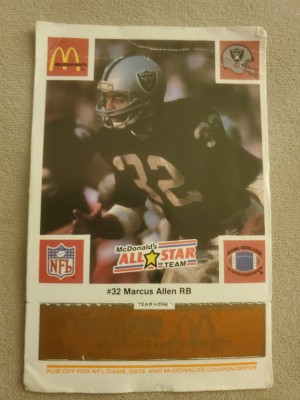 McDonald's
32
NFL
McDonald's
ALL STAR
TEAM
#32 Marcus Allen RB
TEAR HERE
RUB OFF FOR NFL GAME, DATE AND McDONALD'S COUPON OFFER